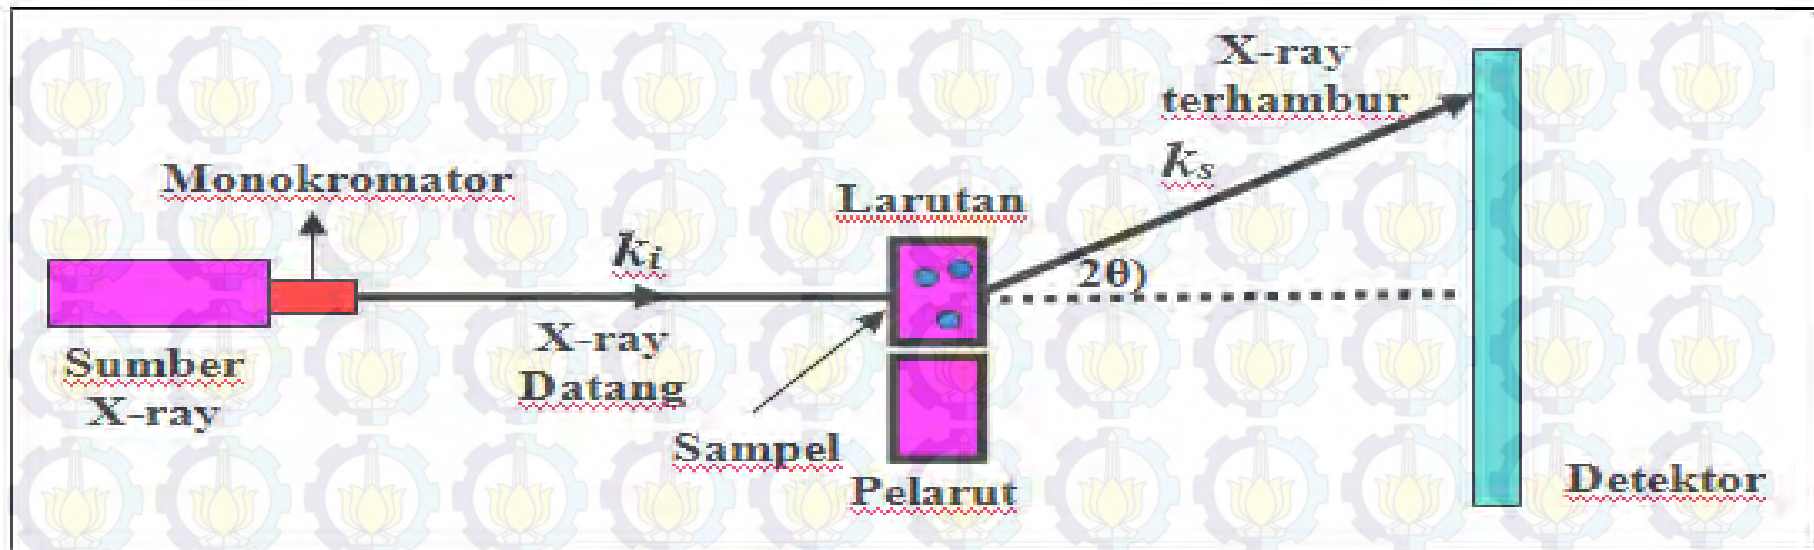 X-ray
terhambur
k_s
Monokromator
Larutan
k_i
2θ)
X-ray
Datang
Sumber
X-ray
Sampel
Pelarut
Detektor